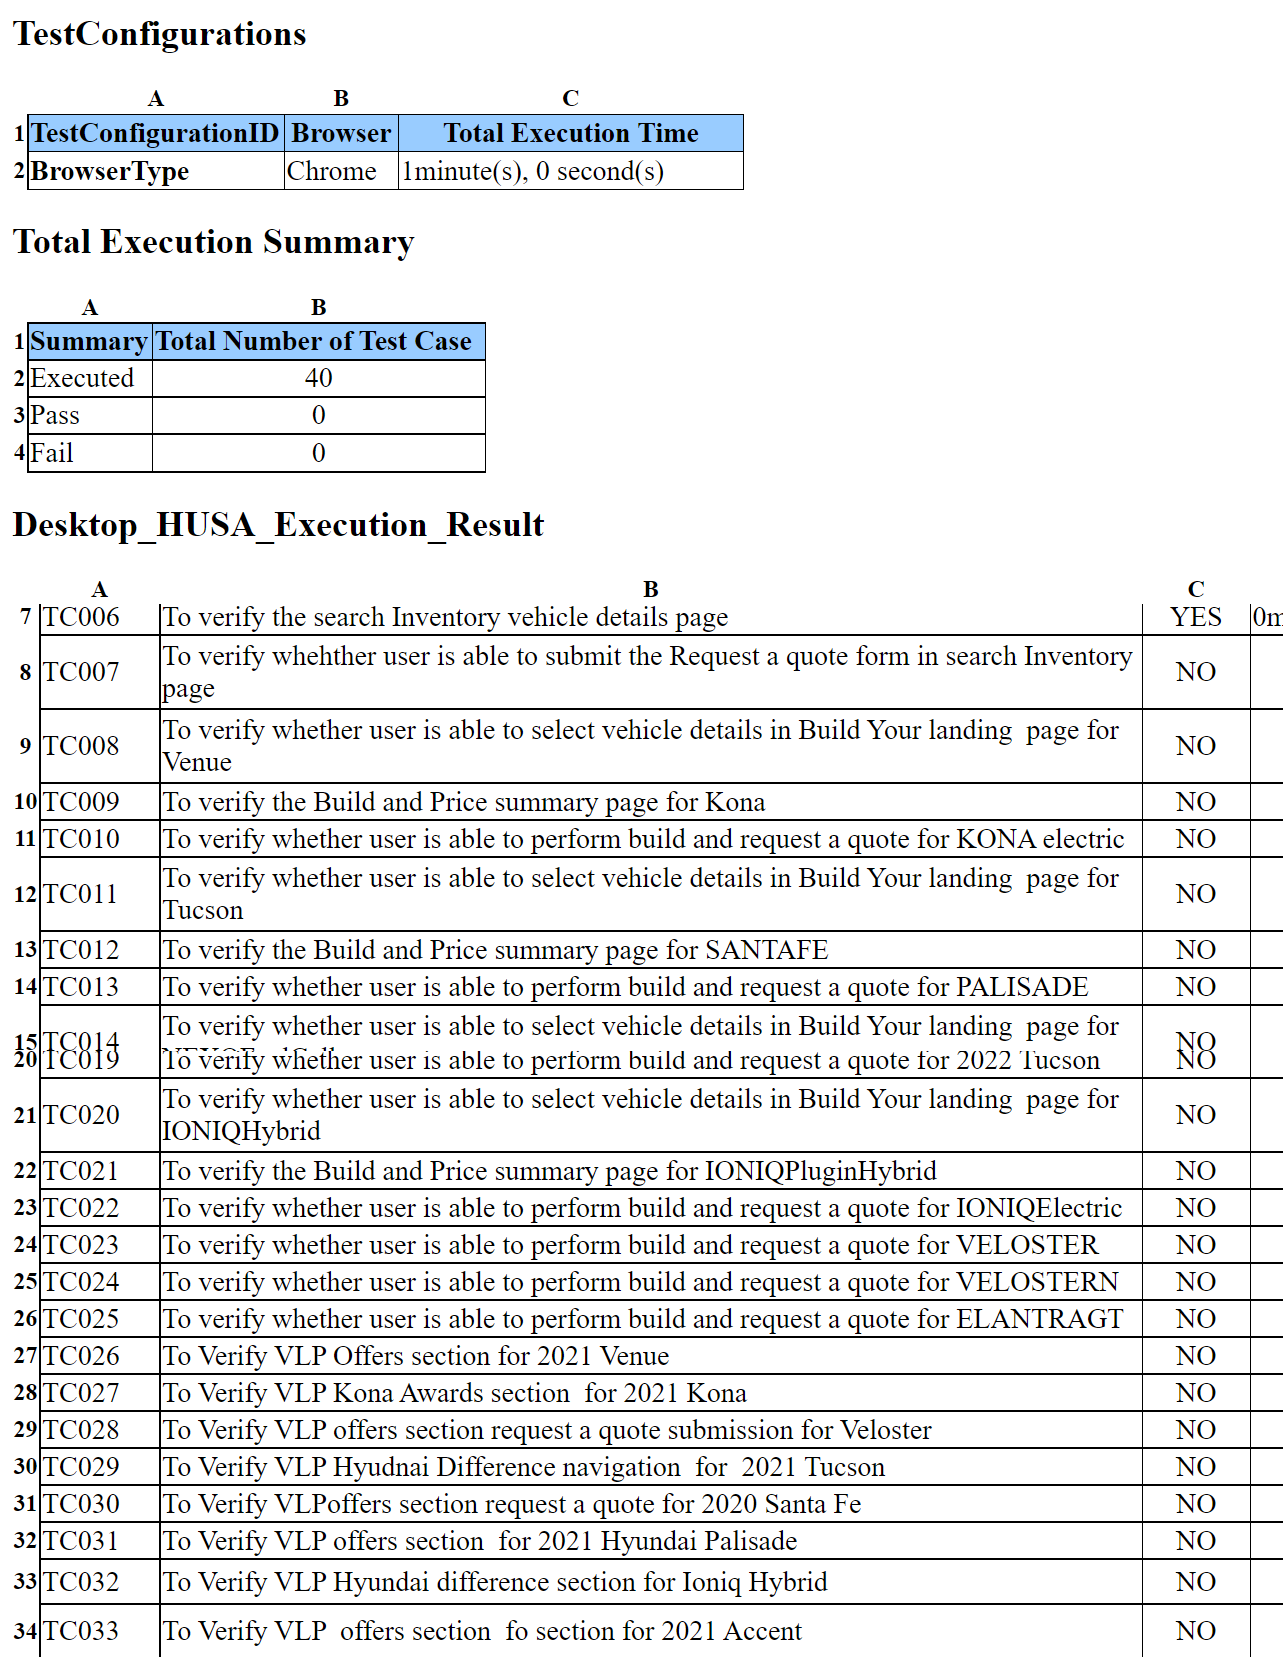 TestConfigurations
A B C
1 TestConfigurationID Browser Total Execution Time
2 BrowserType Chrome 1minute(s), 0 second(s)
Total Execution Summary
A B
1 Summary Total Number of Test Case
2 Executed 40
3 Pass 0
4 Fail 0
Desktop_HUSA_Execution_Result
A B C
7 TC006 To verify the search Inventory vehicle details page YES 0m
8 TC007 To verify whehther user is able to submit the Request a quote form in search Inventory
page NO
9 TC008 To verify whether user is able to select vehicle details in Build Your landing  page for
Venue NO
10 TC009 To verify the Build and Price summary page for Kona NO
11 TC010 To verify whether user is able to perform build and request a quote for KONA electric NO
12 TC011 To verify whether user is able to select vehicle details in Build Your landing  page for
Tucson NO
13 TC012 To verify the Build and Price summary page for SANTAFE NO
14 TC013 To verify whether user is able to perform build and request a quote for PALISADE NO
15 TC014 To verify whether user is able to select vehicle details in Build Your landing  page for NO
20 TC019 To verify whether user is able to perform build and request a quote for 2022 Tucson NO
21 TC020 To verify whether user is able to select vehicle details in Build Your landing  page for
IONIQHybrid NO
22 TC021 To verify the Build and Price summary page for IONIQPluginHybrid NO
23 TC022 To verify whether user is able to perform build and request a quote for IONIQElectric NO
24 TC023 To verify whether user is able to perform build and request a quote for VELOSTER NO
25 TC024 To verify whether user is able to perform build and request a quote for VELOSTERN NO
26 TC025 To verify whether user is able to perform build and request a quote for ELANTRAGT NO
27 TC026 To Verify VLP Offers section for 2021 Venue NO
28 TC027 To Verify VLP Kona Awards section  for 2021 Kona NO
29 TC028 To Verify VLP offers section request a quote submission for Veloster NO
30 TC029 To Verify VLP Hyudnai Difference navigation  for  2021 Tucson NO
31 TC030 To Verify VLPoffers section request a quote for 2020 Santa Fe NO
32 TC031 To Verify VLP offers section  for 2021 Hyundai Palisade NO
33 TC032 To Verify VLP Hyundai difference section for Ioniq Hybrid NO
34 TC033 To Verify VLP  offers section  fo section for 2021 Accent NO